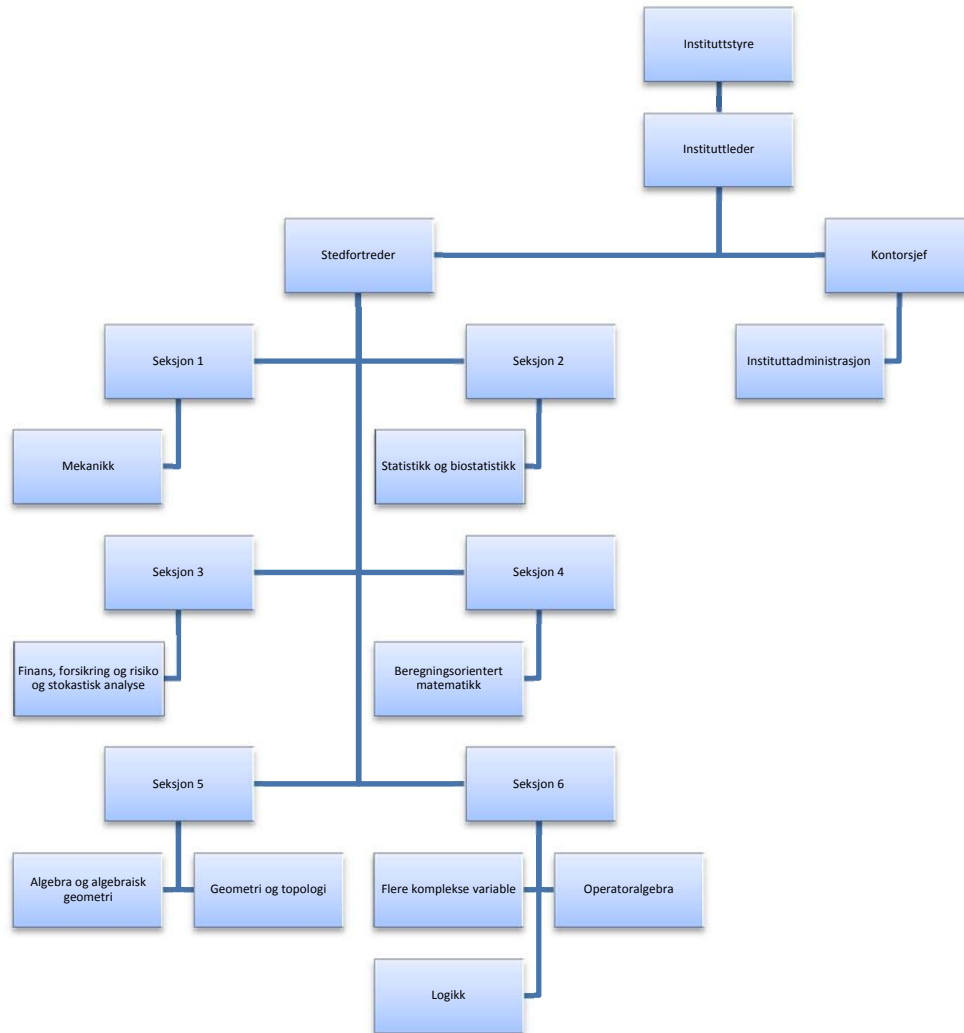 Instituttstyre
Instituttleder
Stedfortreder
Kontorsjef
Seksjon 1
Seksjon 2
Instituttadministrasjon
Mekanikk
Statistikk og biostatistikk
Seksjon 3
Seksjon 4
Finans, forsikring og risiko
og stokastisk analyse
Beregningsorientert
matematikk
Seksjon 5
Seksjon 6
Algebra og algebraisk
geometri
Geometri og topologi
Flere komplekse variable
Operatoralgebra
Logikk